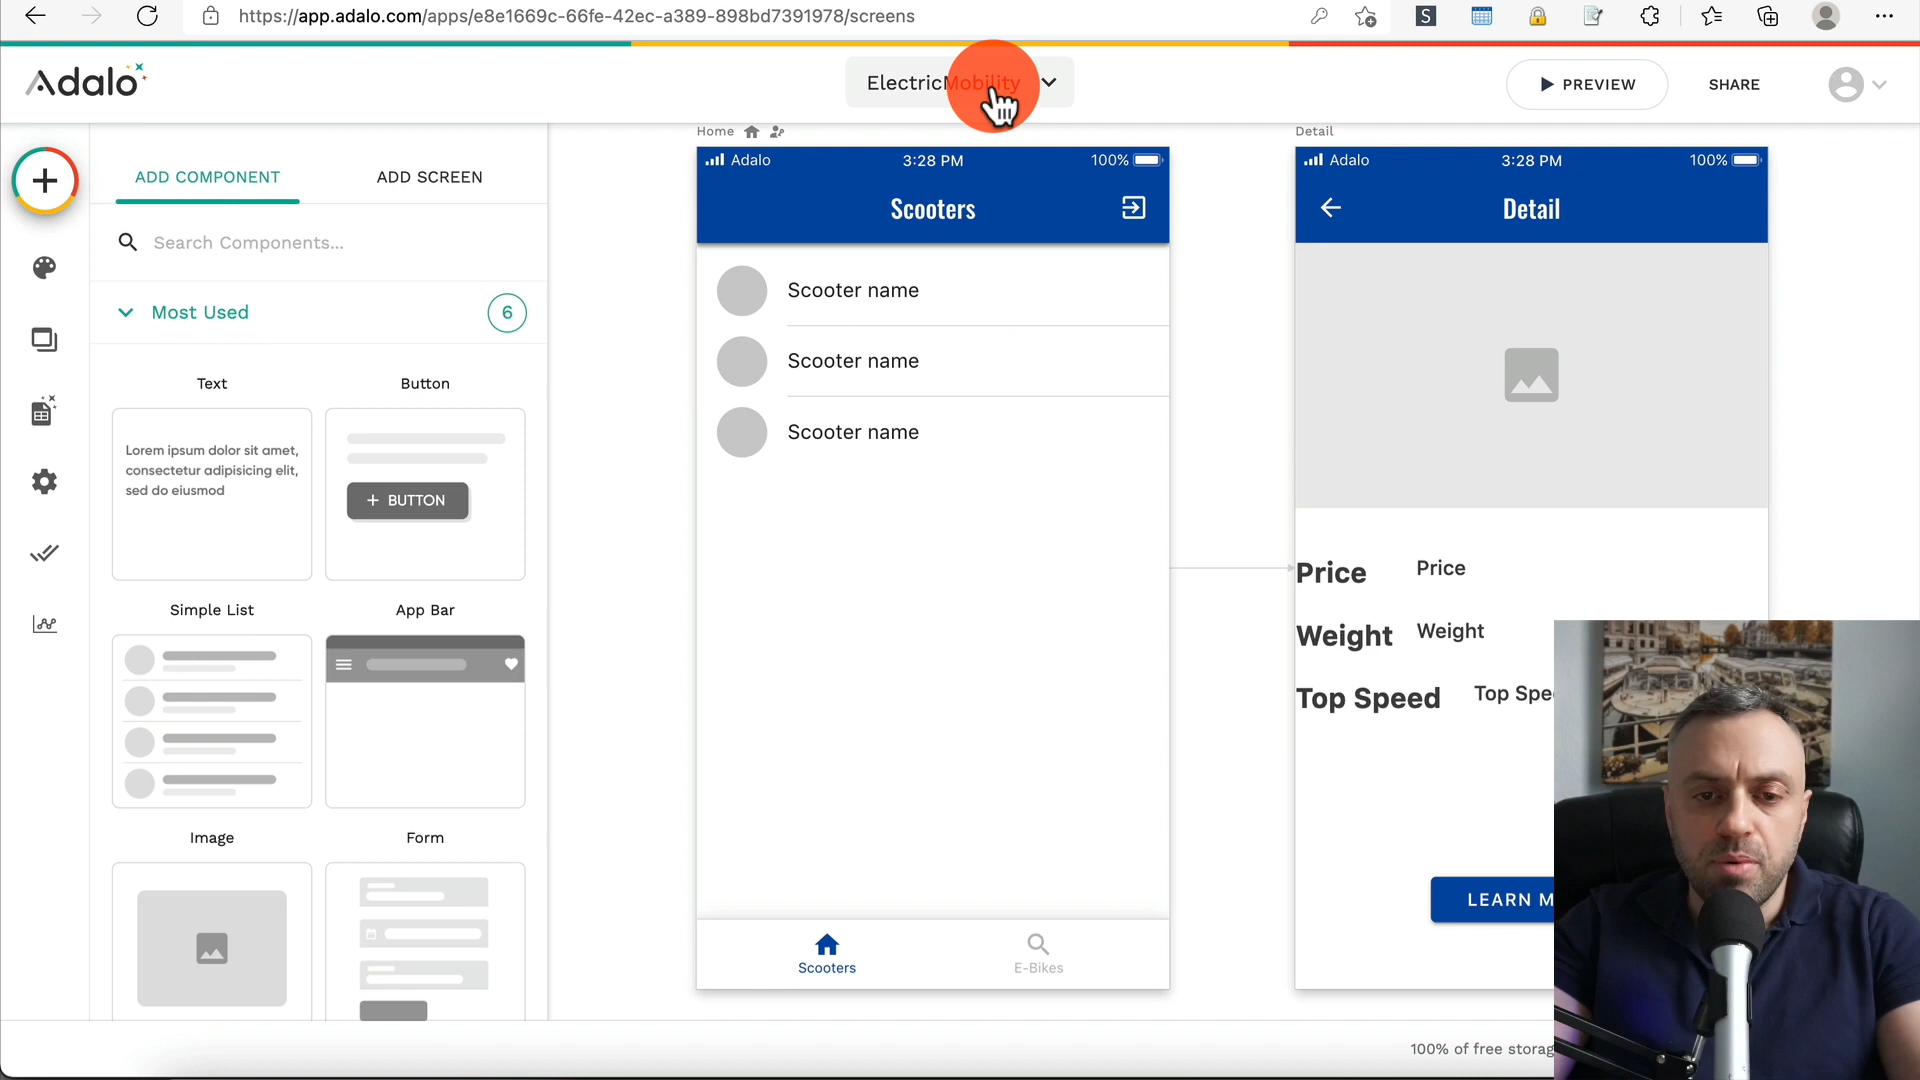 https://app.adalo.com/apps/e8e1669c-66fe-42ec-a389-898bd7391978/screens
S
Adalo
ElectricMobility
PREVIEW
SHARE
ADD COMPONENT
ADD SCREEN
Search Components...
Most Used
6
Text
Button
Lorem ipsum dolor sit amet,
consectetur adipisicing elit,
sed do eiusmod
+ BUTTON
Simple List
App Bar
Image
Form
Home
Adalo
3:28 PM
100%
Scooters
Scooter name
Scooter name
Scooter name
Scooters
E-Bikes
Detail
Adalo
3:28 PM
100%
Detail
Price
Price
Weight
Weight
Top Speed
Top Spe
LEARN M
100% of free storag